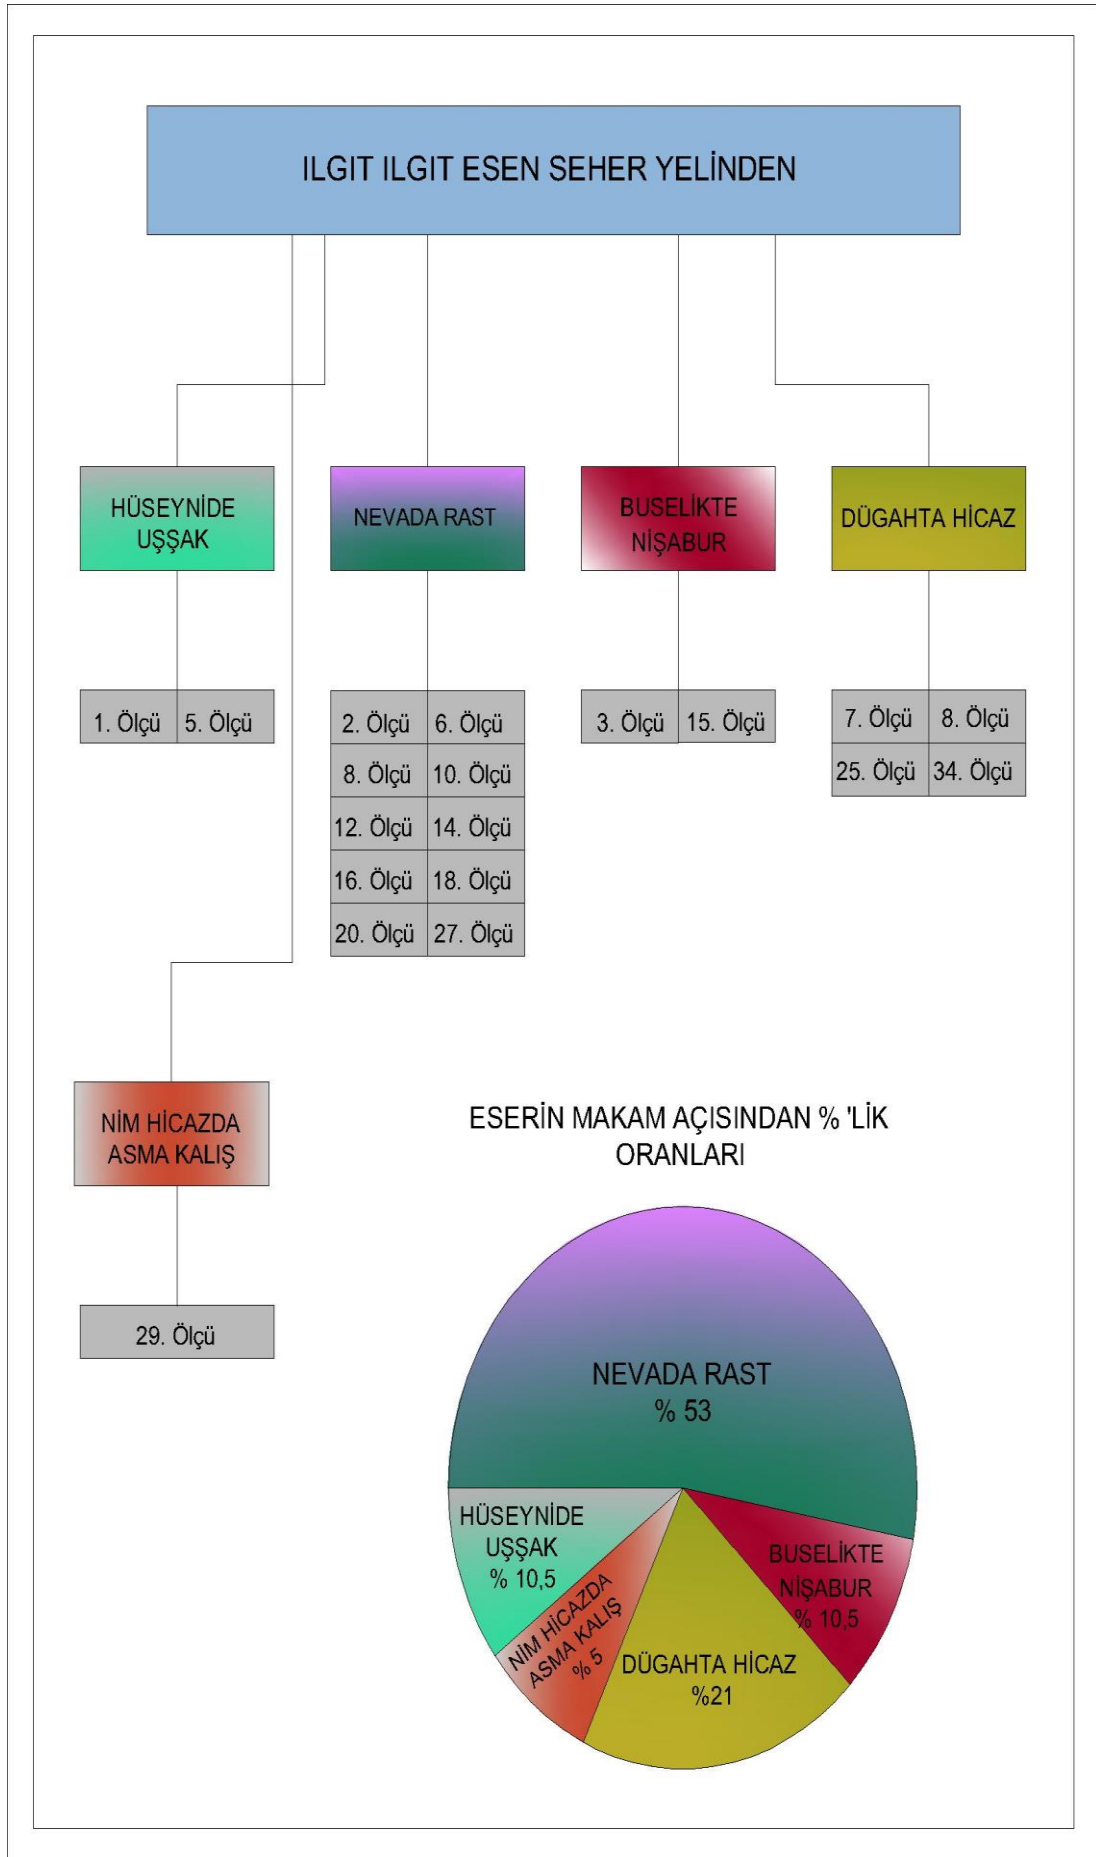 ILGIT ILGIT ESEN SEHER YELİNDEN
HÜSEYNİDE
UŞŞAK
NEVADA RAST
BUSELİKTE
NİŞABUR
DÜGAHTA HİCAZ
1. Ölçü 5. Ölçü
2. Ölçü 6. Ölçü
8. Ölçü 10. Ölçü
12. Ölçü 14. Ölçü
16. Ölçü 18. Ölçü
20. Ölçü 27. Ölçü
3. Ölçü 15. Ölçü
7. Ölçü 8. Ölçü
25. Ölçü 34. Ölçü
NİM HİCAZDA
ASMA KALIŞ
29. Ölçü
ESERİN MAKAM AÇISINDAN % 'LİK
ORANLARI
NEVADA RAST
% 53
HÜSEYNİDE
UŞŞAK
% 10,5
NİM HİCAZDA
ASMA KALIŞ
% 5
DÜGAHTA HİCAZ
%21
BUSELİKTE
NİŞABUR
% 10,5